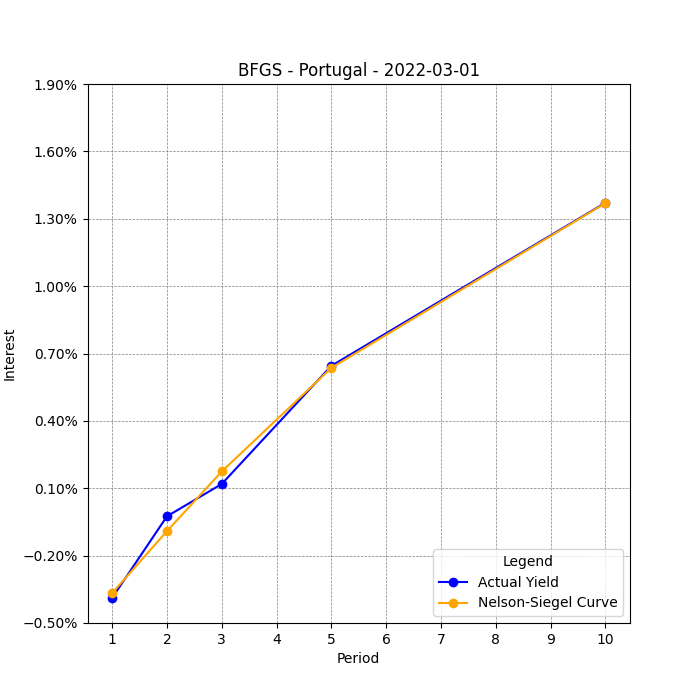 BFGS - Portugal - 2022-03-01
1.90%
1.60%
1.30%
1.00%
0.70%
0.40%
0.10%
−0.20%
−0.50%
Interest
1 2 3 4 5 6 7 8 9 10
Period
Legend
Actual Yield
Nelson-Siegel Curve